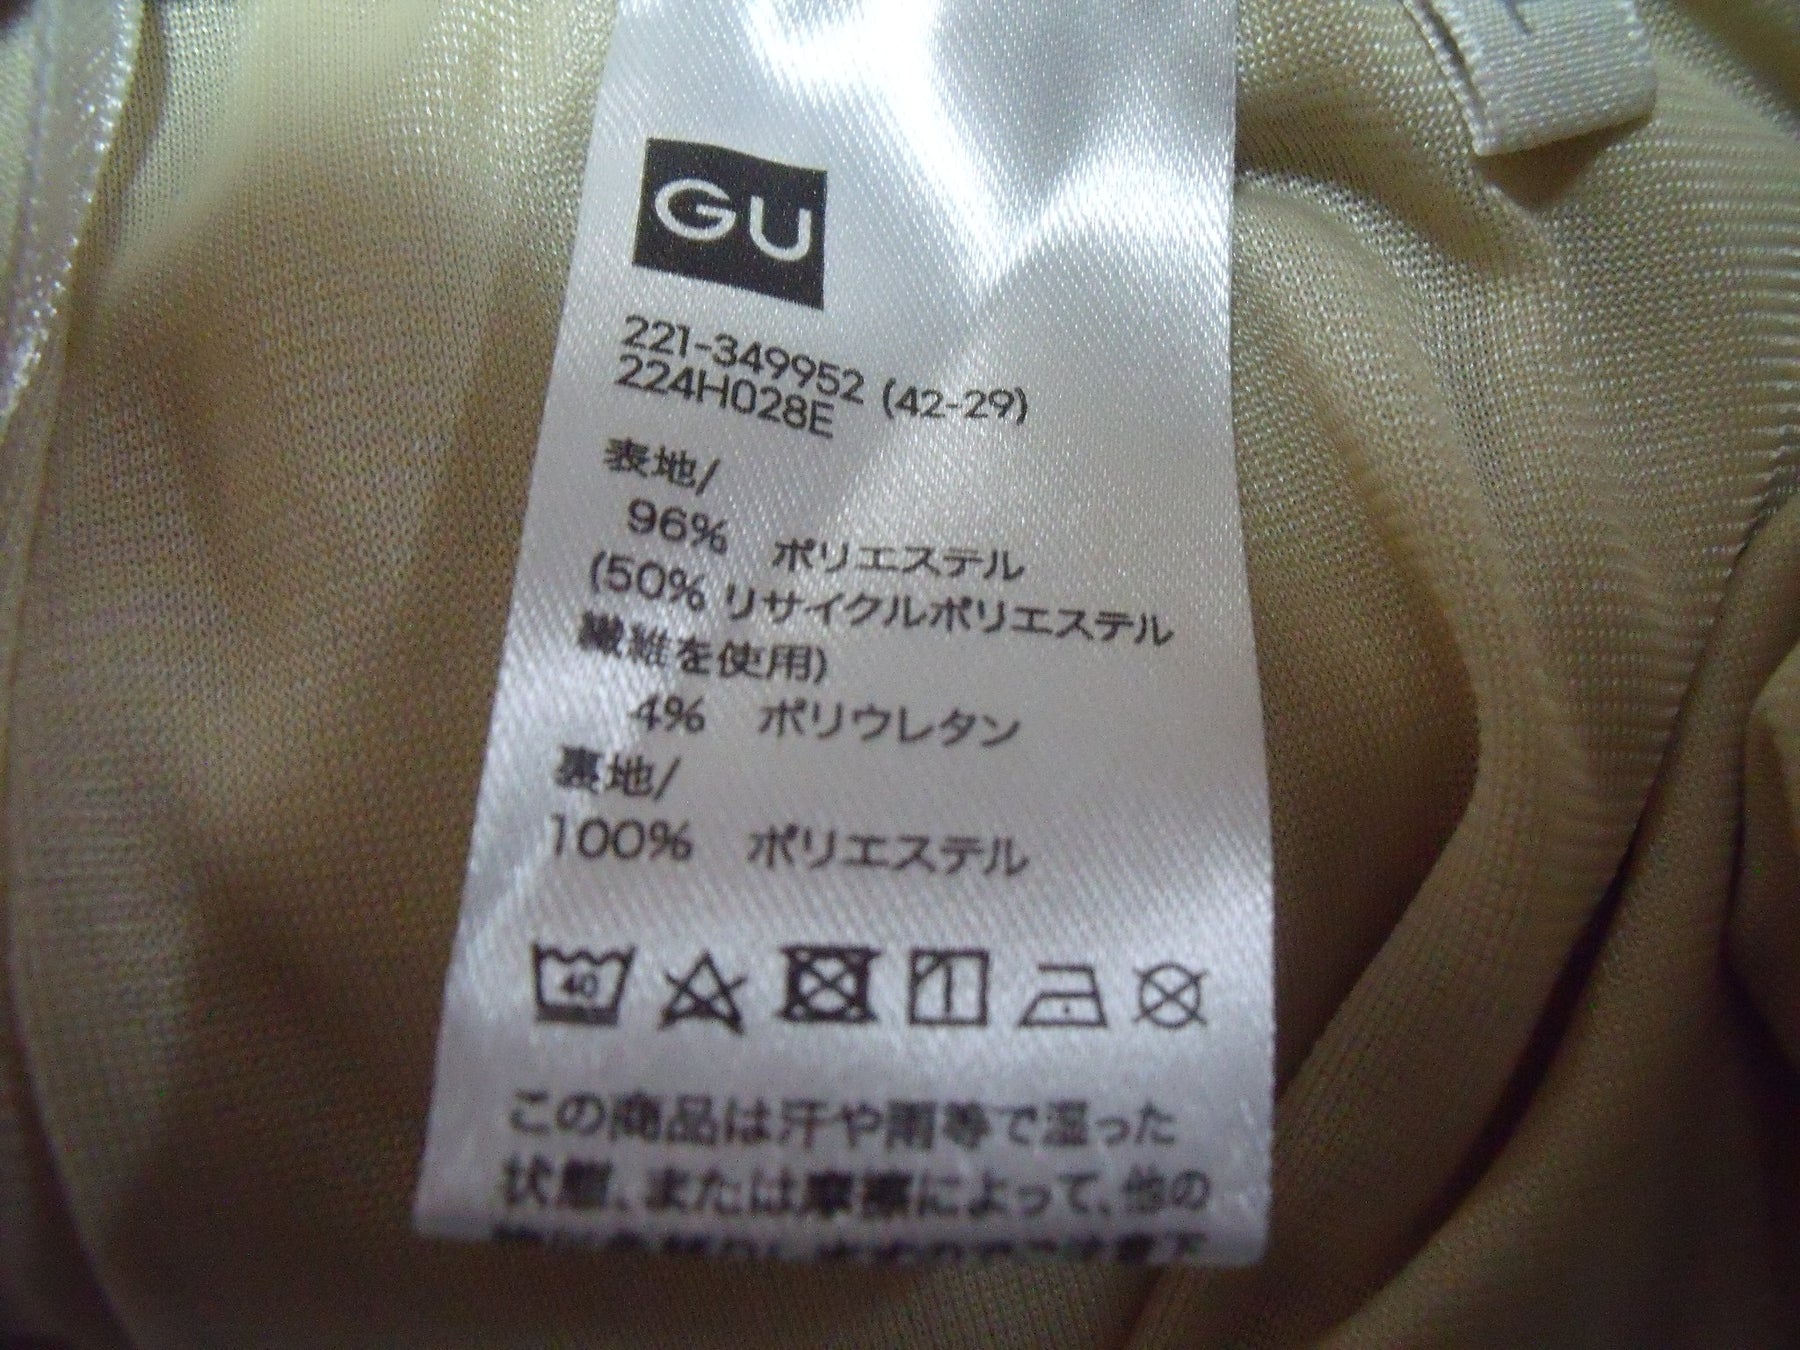 GU
221-349952 (42-29)
224H028E
表地/
96% ポリエステル
(50% リサイクルポリエステル
繊維を使用)
4% ポリウレタン
裏地/
100% ポリエステル
40
この商品は汗や雨等で湿った
状態、または摩擦によって、他の